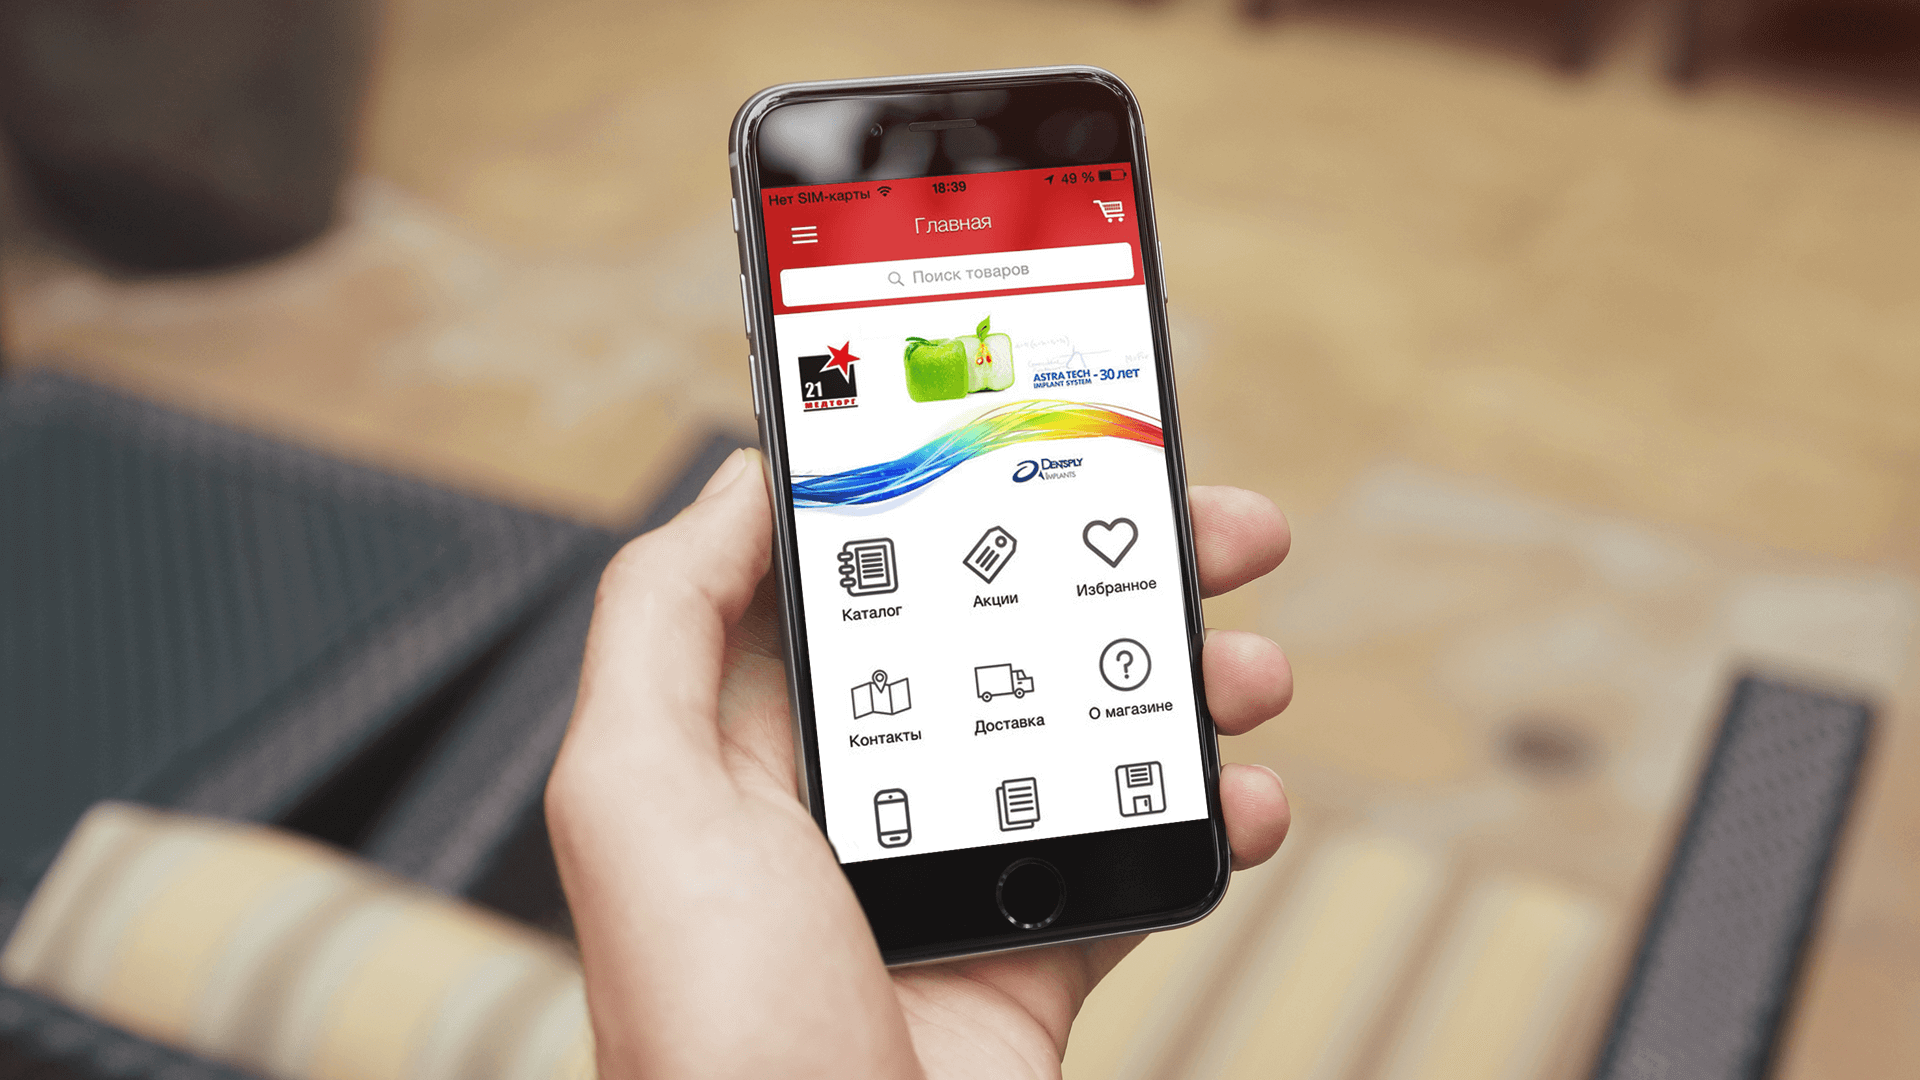 Нет SIM-карты
18:39
49 %
Главная
Поиск товаров
21
МЕДТОРГ
ASTRA TECH
IMPLANT SYSTEM
- 30 лет
DENTSPLY
IMPLANTS
Каталог
Акции
Избранное
Контакты
Доставка
О магазине